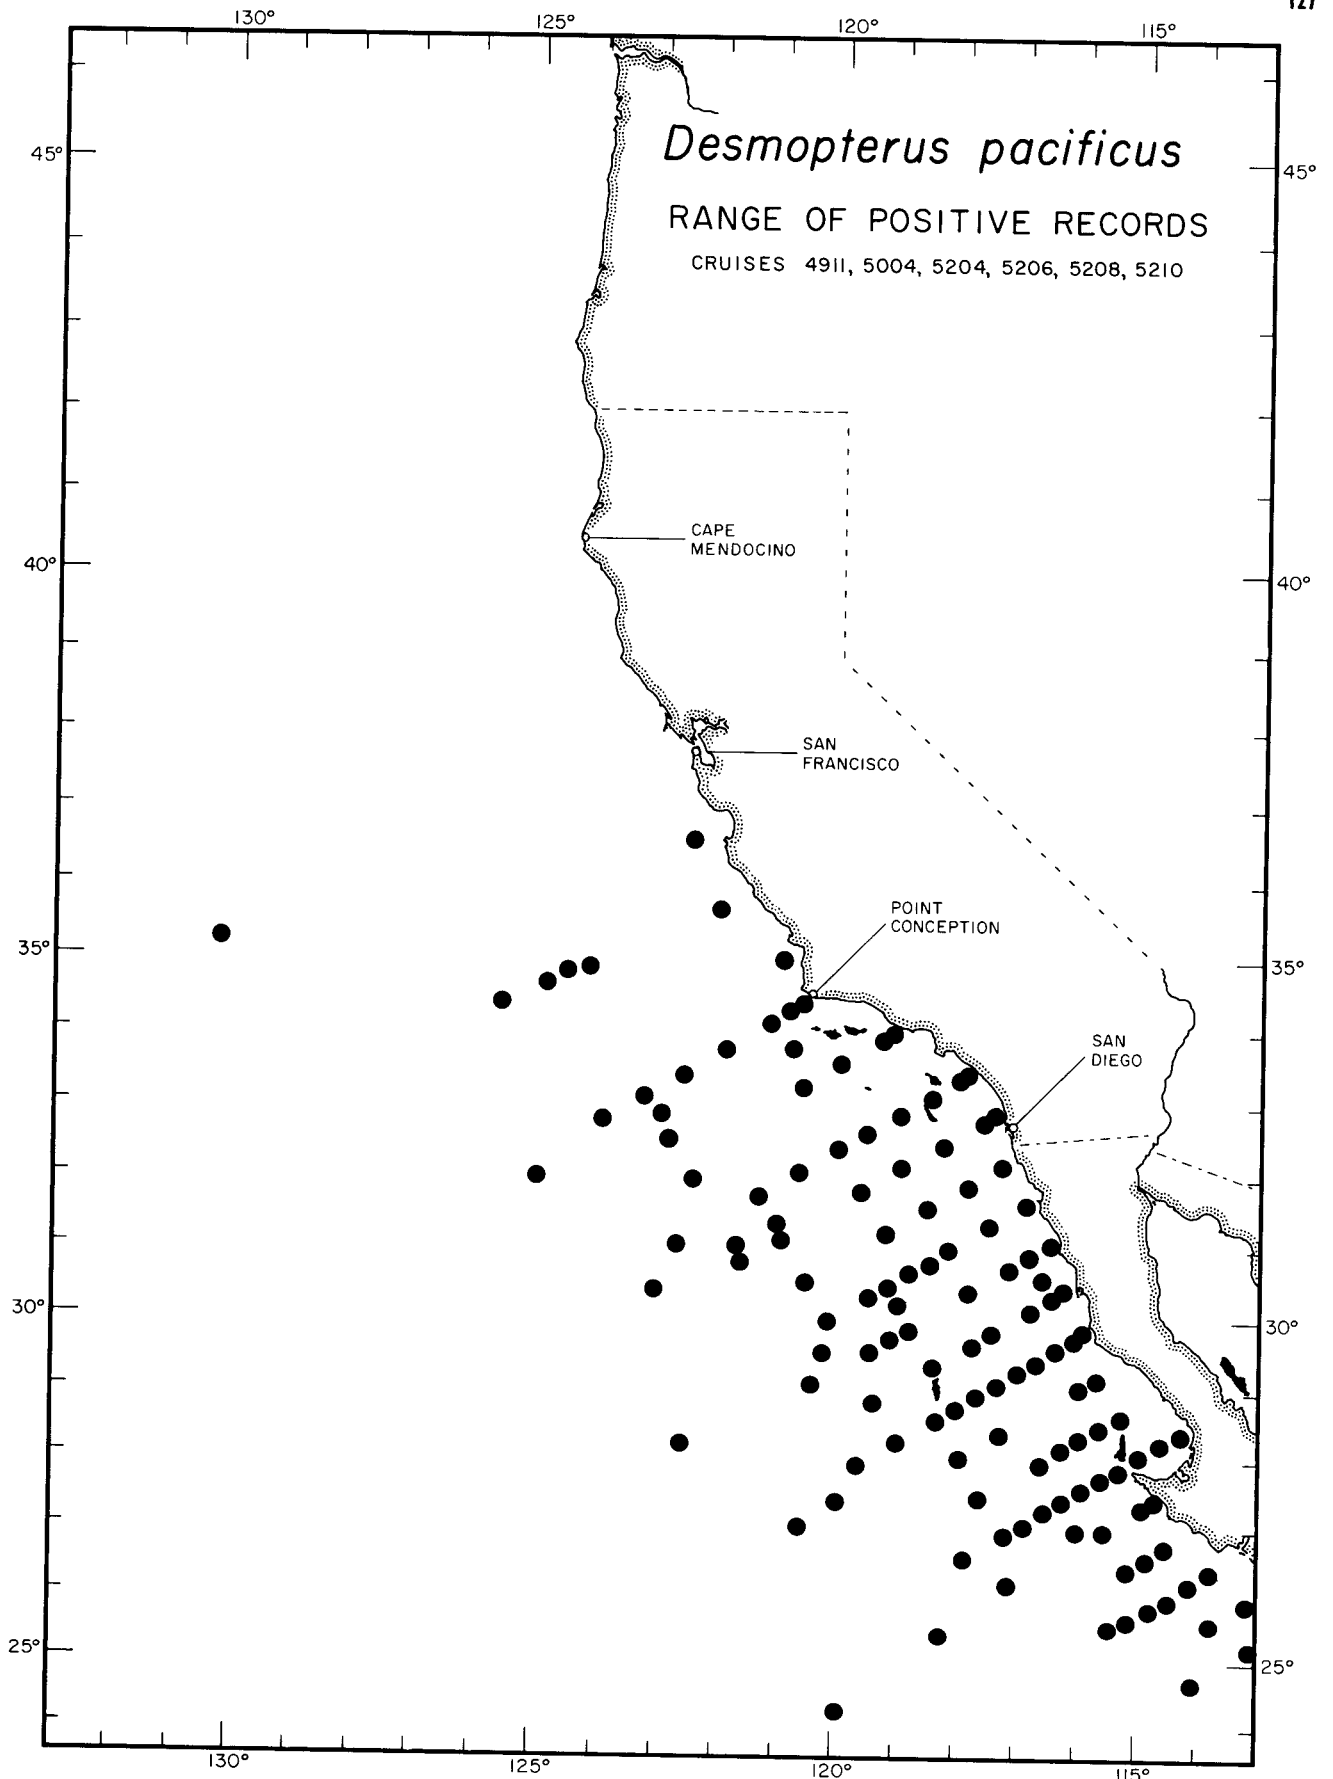 127
130°
125°
120°
115°
45°
Desmopterus pacificus
45°
RANGE OF POSITIVE RECORDS
CRUISES 4911, 5004, 5204, 5206, 5208, 5210
CAPE
MENDOCINO
40°
40°
SAN
FRANCISCO
POINT
CONCEPTION
35°
35°
SAN
DIEGO
30°
30°
25°
25°
130°
125°
120°
115°